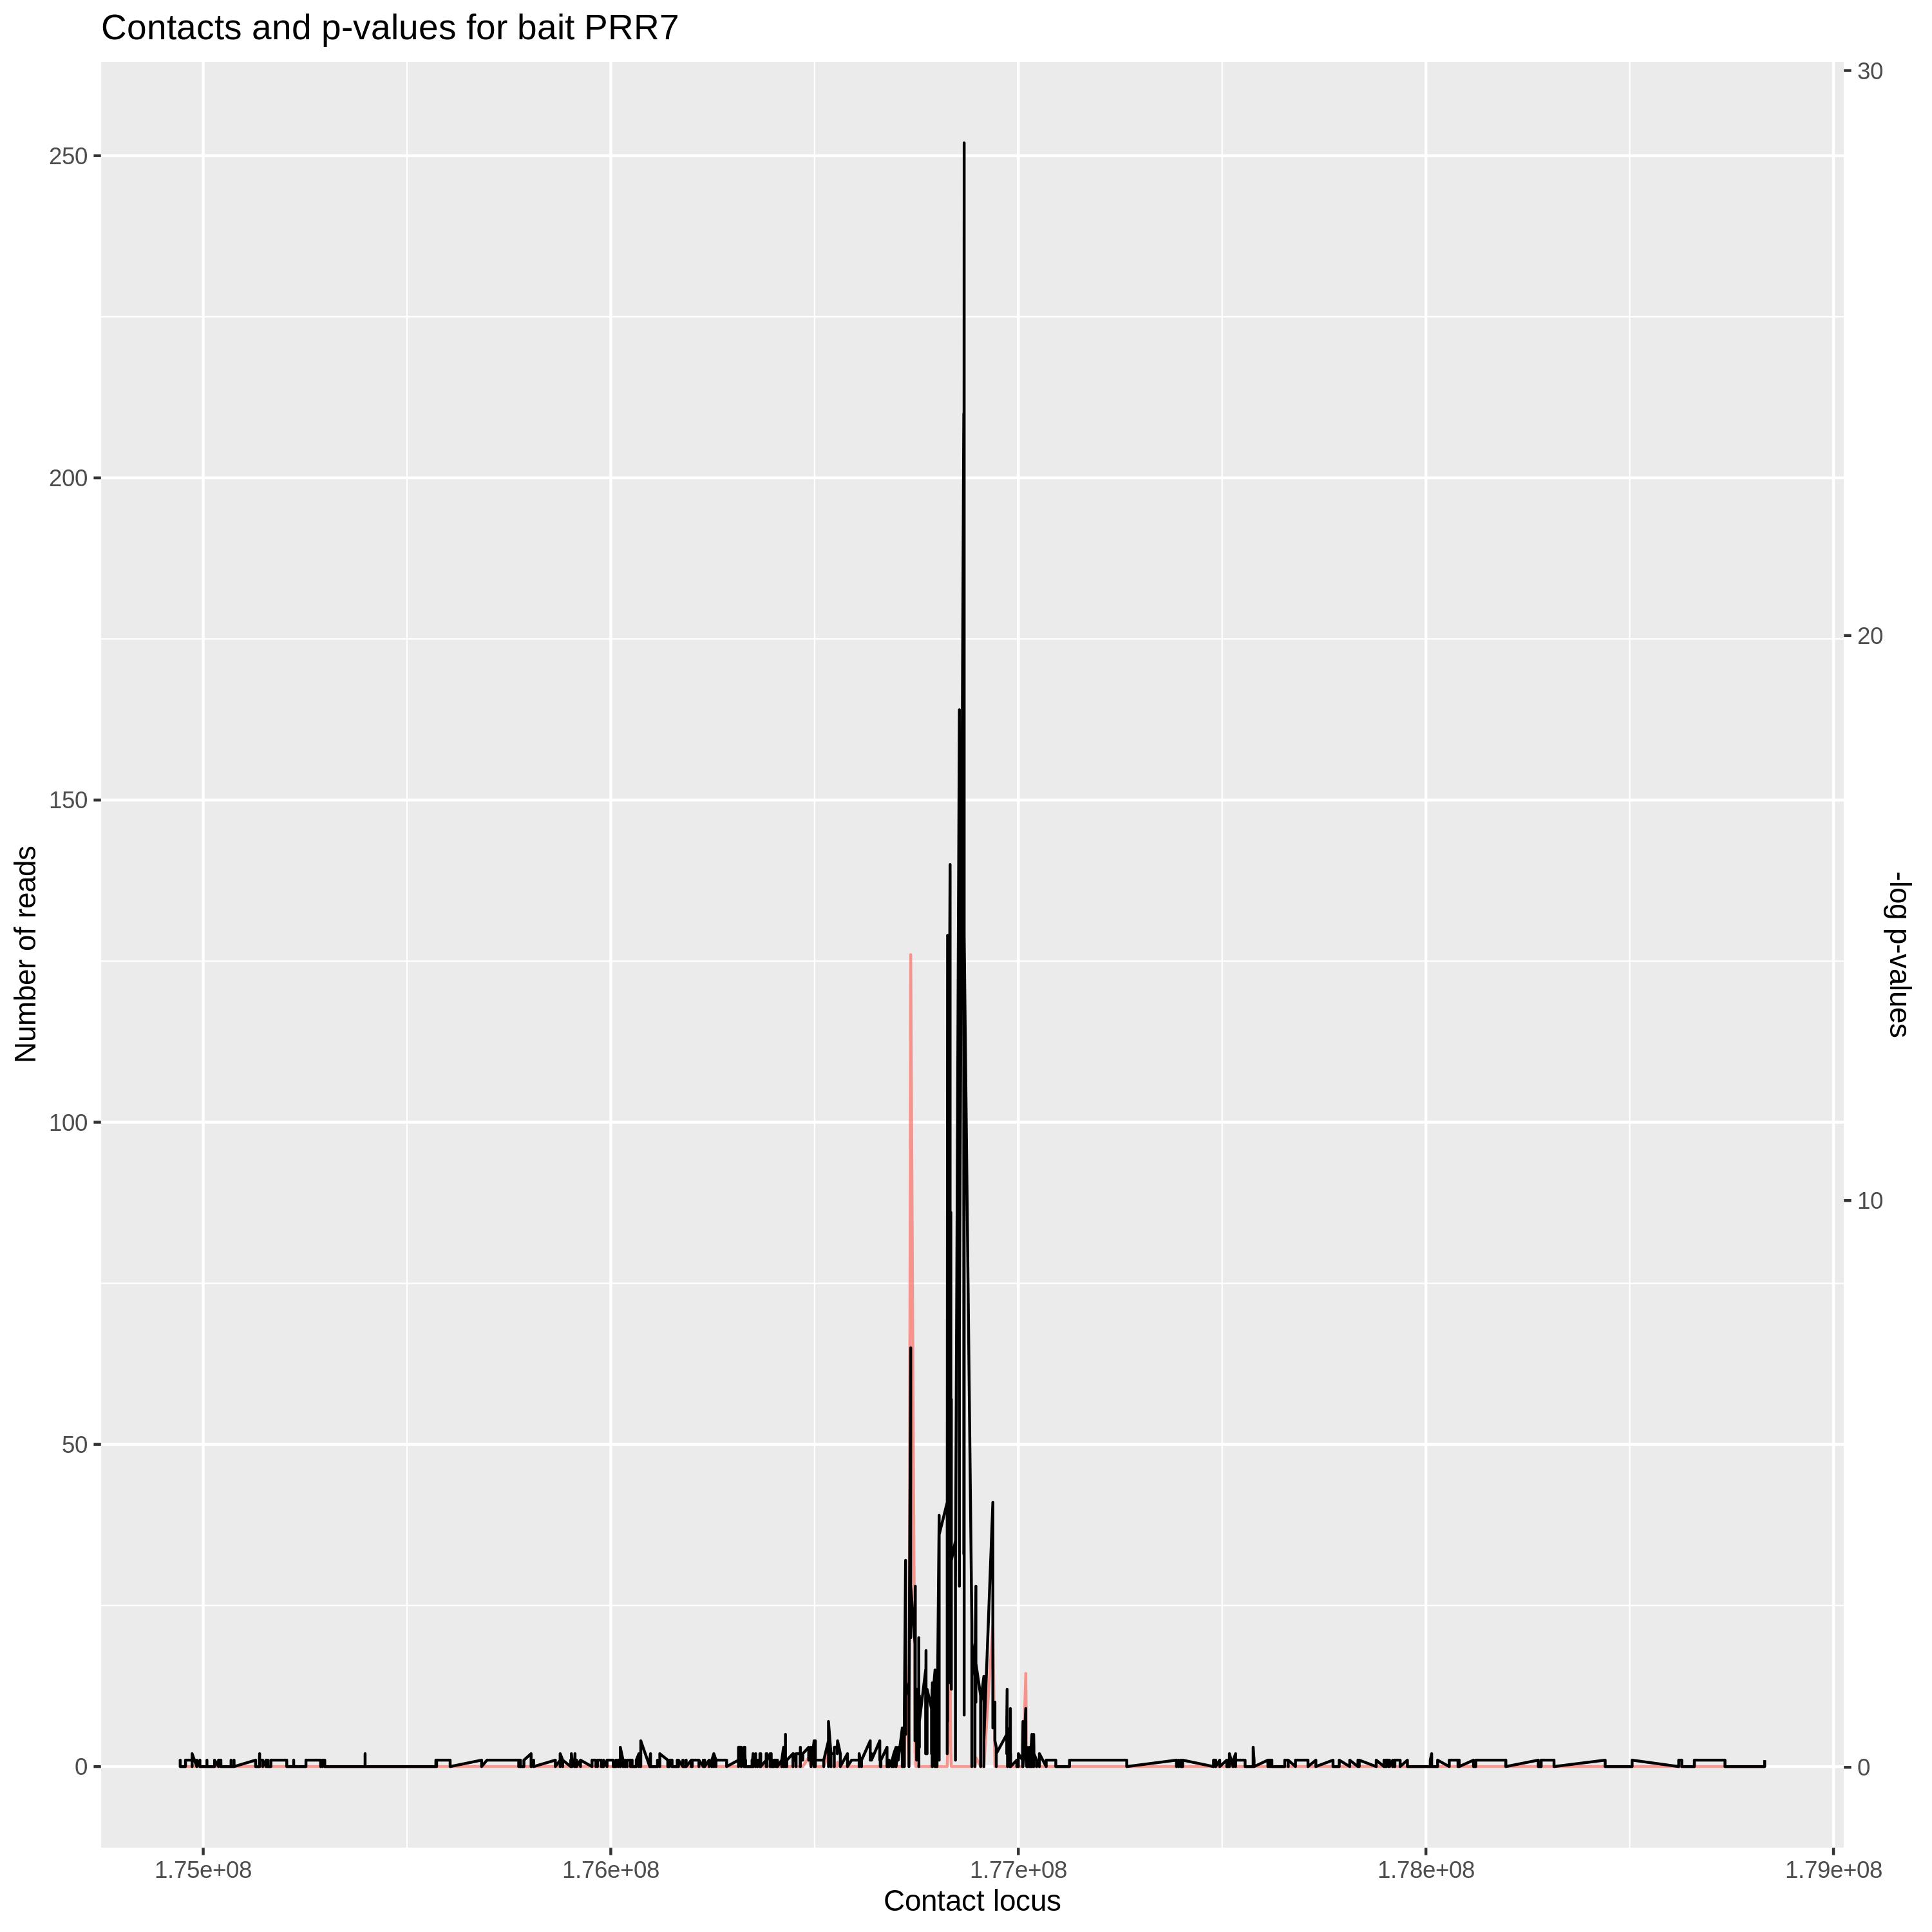 Contacts and p-values for bait PRR7
30
250
200
20
150
Number of reads
-log p-values
100
10
50
0
0
1.75e+08
1.76e+08
1.77e+08
1.78e+08
1.79e+08
Contact locus